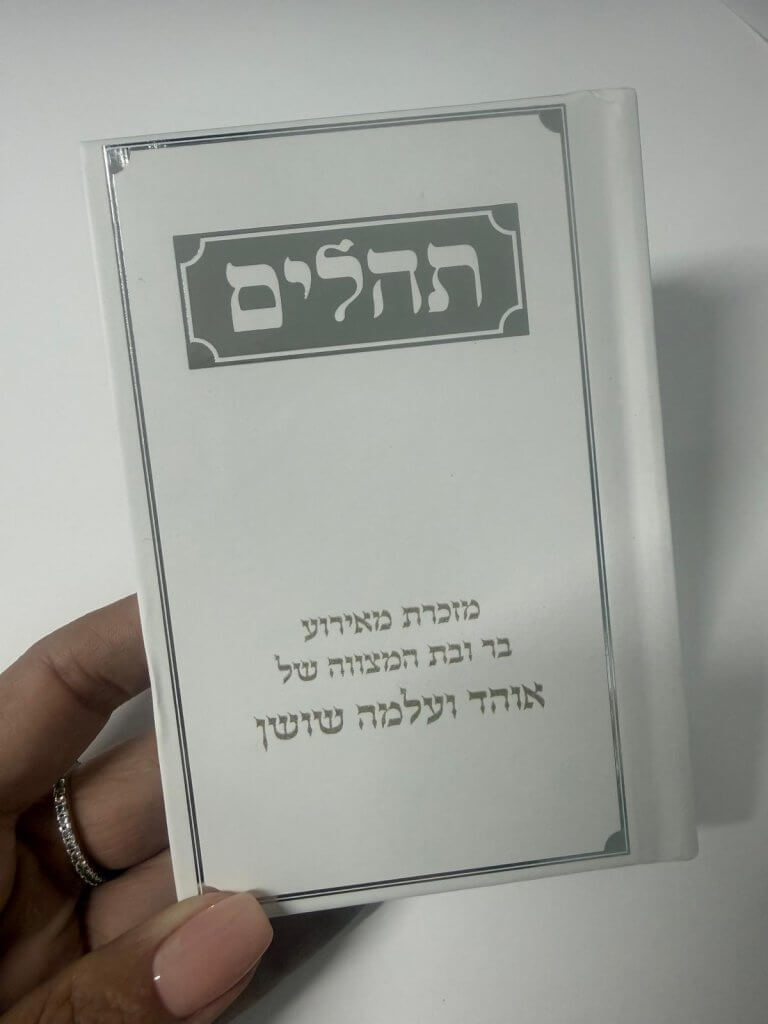 תהלים
מזכרת מאירוע
בר ובת המצווה של
אוהד ועלמה שושן